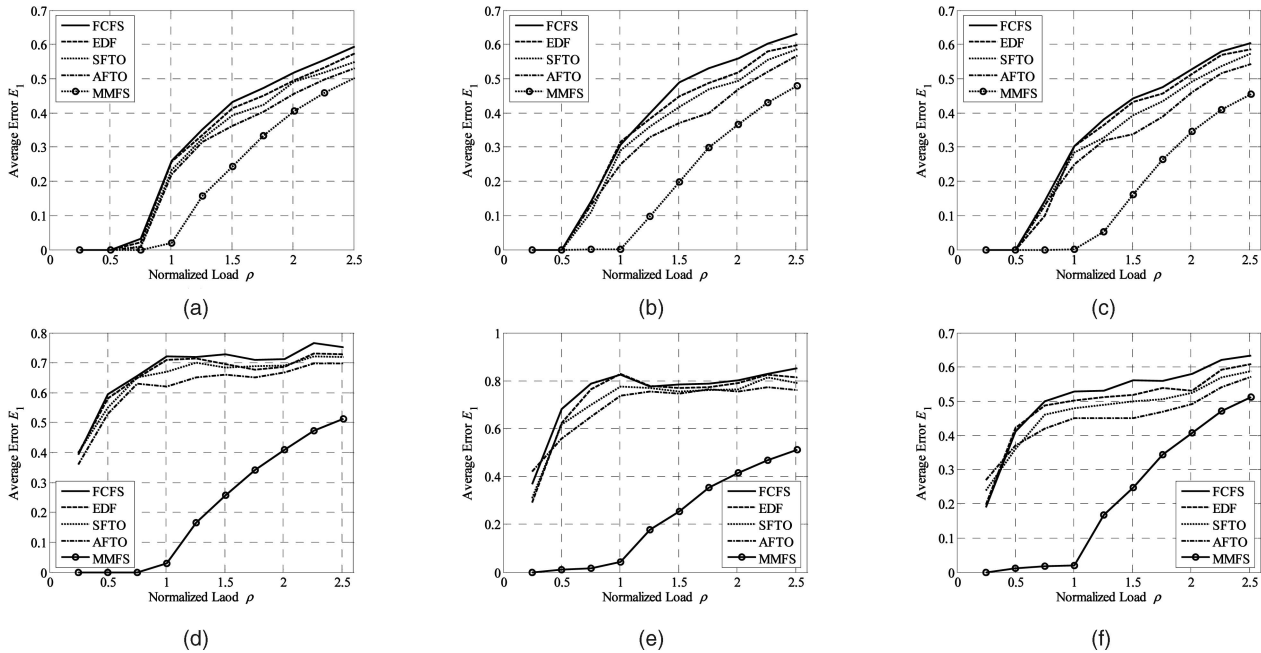 0.7
0.6
0.5
0.4
0.3
0.2
0.1
0
Average Error E1
FCFS
EDF
SFTO
AFTO
MMFS
0 0.5 1 1.5 2 2.5
Normalized Load ρ
(a)
0.7
0.6
0.5
0.4
0.3
0.2
0.1
0
Average Error E1
FCFS
EDF
SFTO
AFTO
MMFS
0 0.5 1 1.5 2 2.5
Normalized Load ρ
(b)
0.7
0.6
0.5
0.4
0.3
0.2
0.1
0
Average Error E1
FCFS
EDF
SFTO
AFTO
MMFS
0 0.5 1 1.5 2 2.5
Normalized Load ρ
(c)
0.8
0.7
0.6
0.5
0.4
0.3
0.2
0.1
0
Average Error E1
FCFS
EDF
SFTO
AFTO
MMFS
0 0.5 1 1.5 2 2.5
Normalized Laod ρ
(d)
1
0.8
0.6
0.4
0.2
0
Average Error E1
FCFS
EDF
SFTO
AFTO
MMFS
0 0.5 1 1.5 2 2.5
Normalized Load ρ
(e)
0.7
0.6
0.5
0.4
0.3
0.2
0.1
0
Average Error E1
FCFS
EDF
SFTO
AFTO
MMFS
0 0.5 1 1.5 2 2.5
Normalized Load ρ
(f)